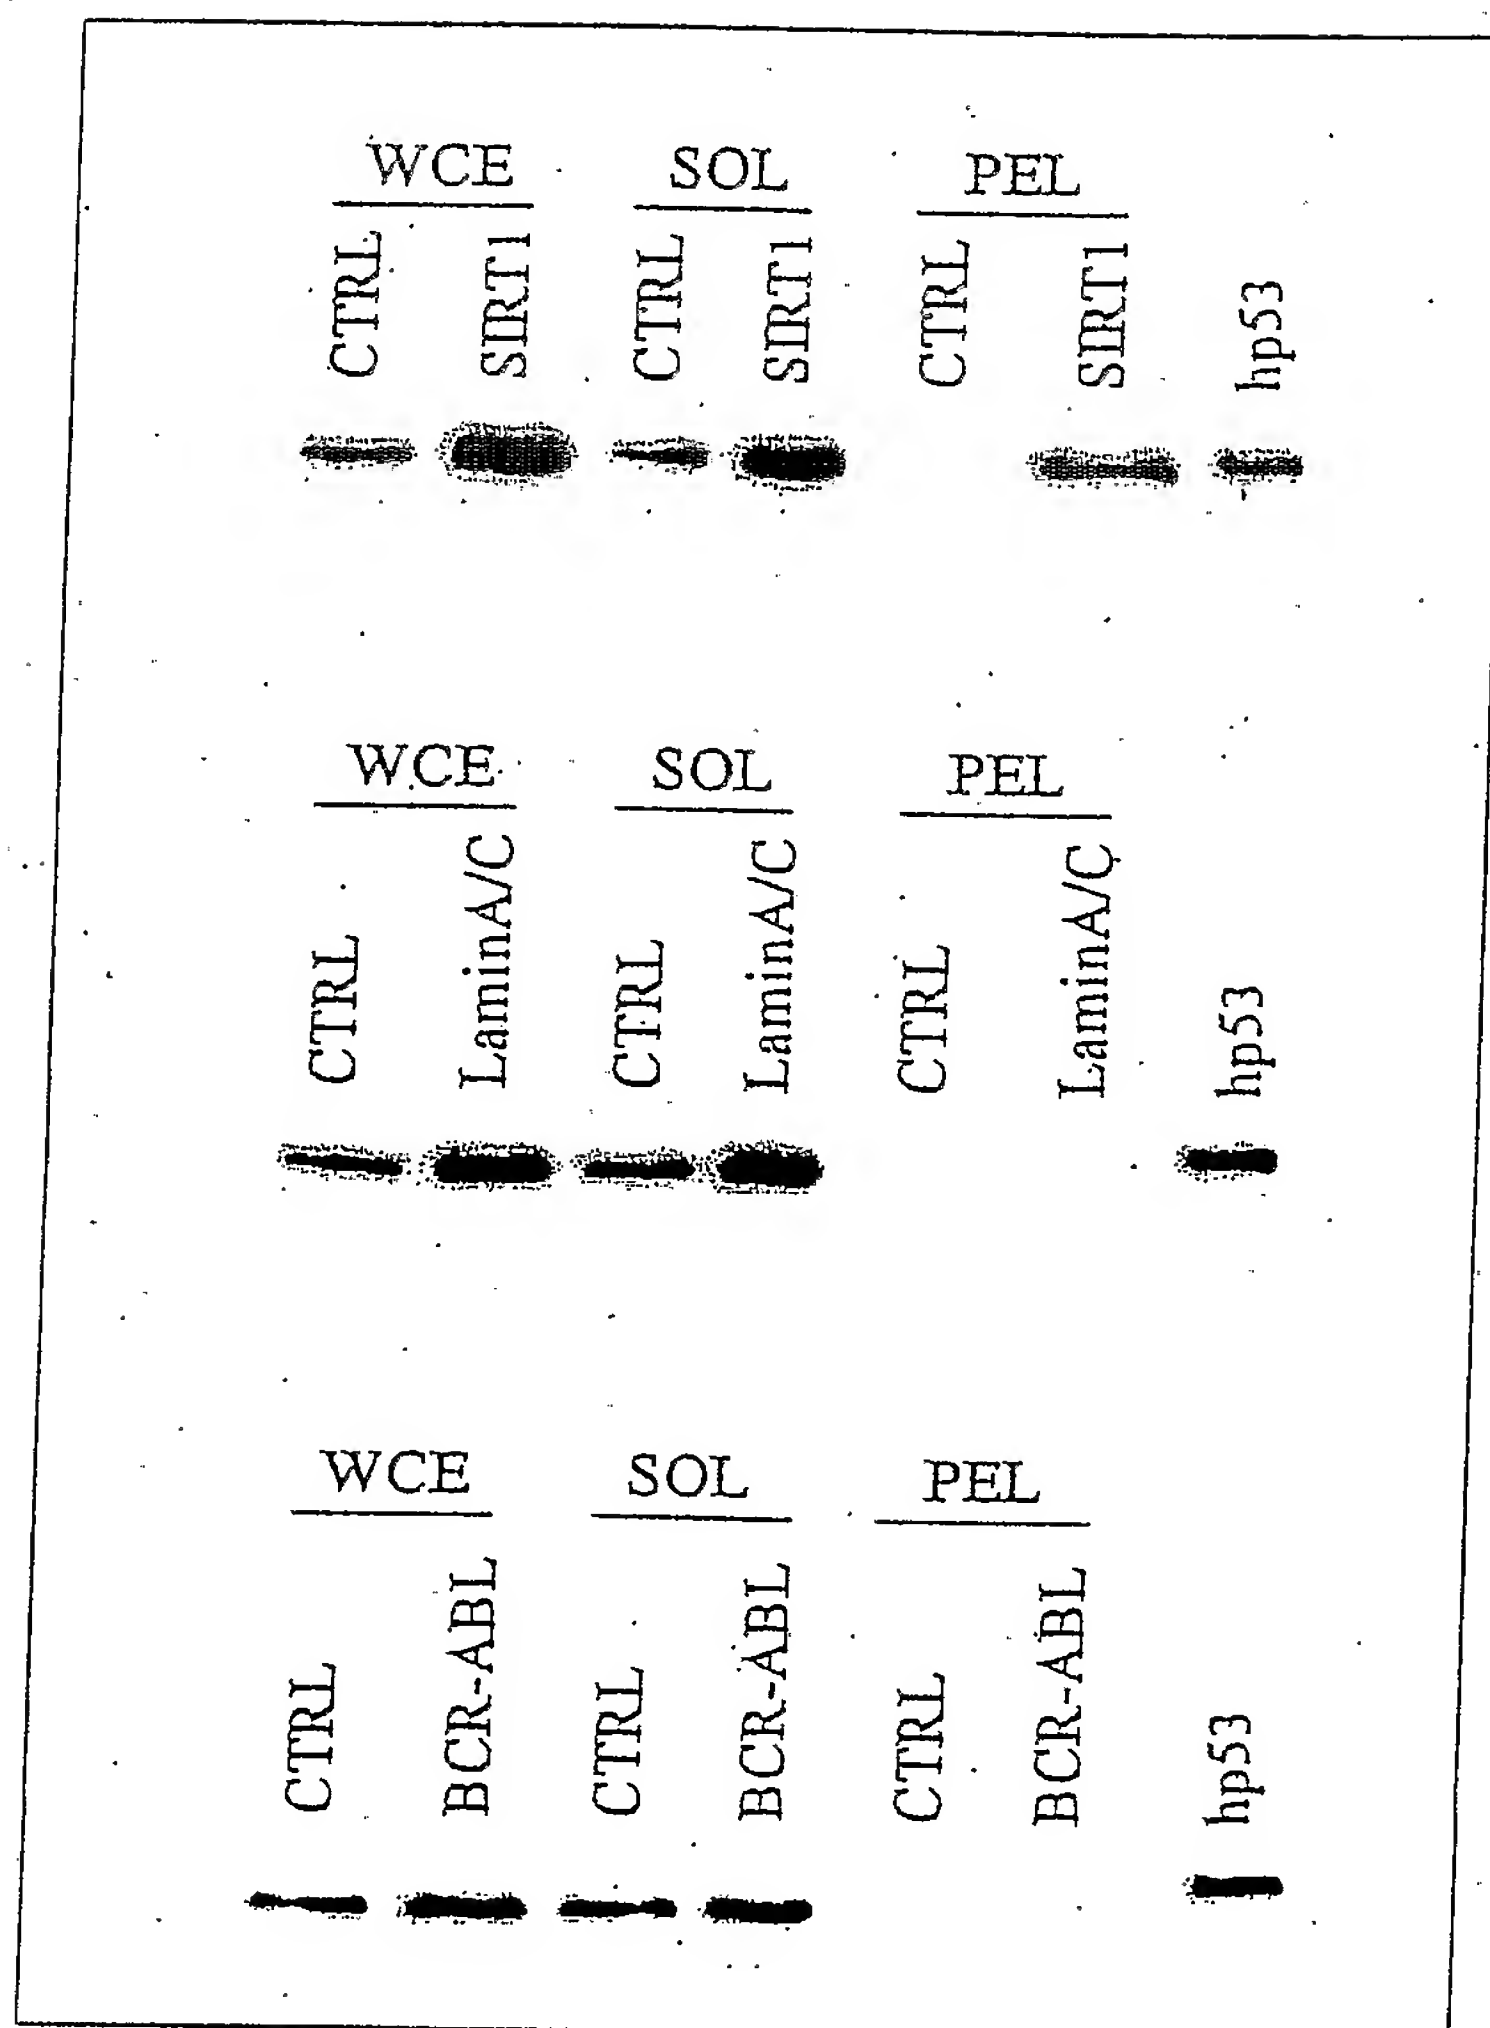 WCE SOL PEL
CTRL SIRT1 CTRL SIRT1 CTRL SIRT1 hp53
WCE SOL PEL
CTRL LaminA/C CTRL LaminA/C CTRL LaminA/C hp53
WCE SOL PEL
CTRL BCR-ABL CTRL BCR-ABL CTRL BCR-ABL hp53